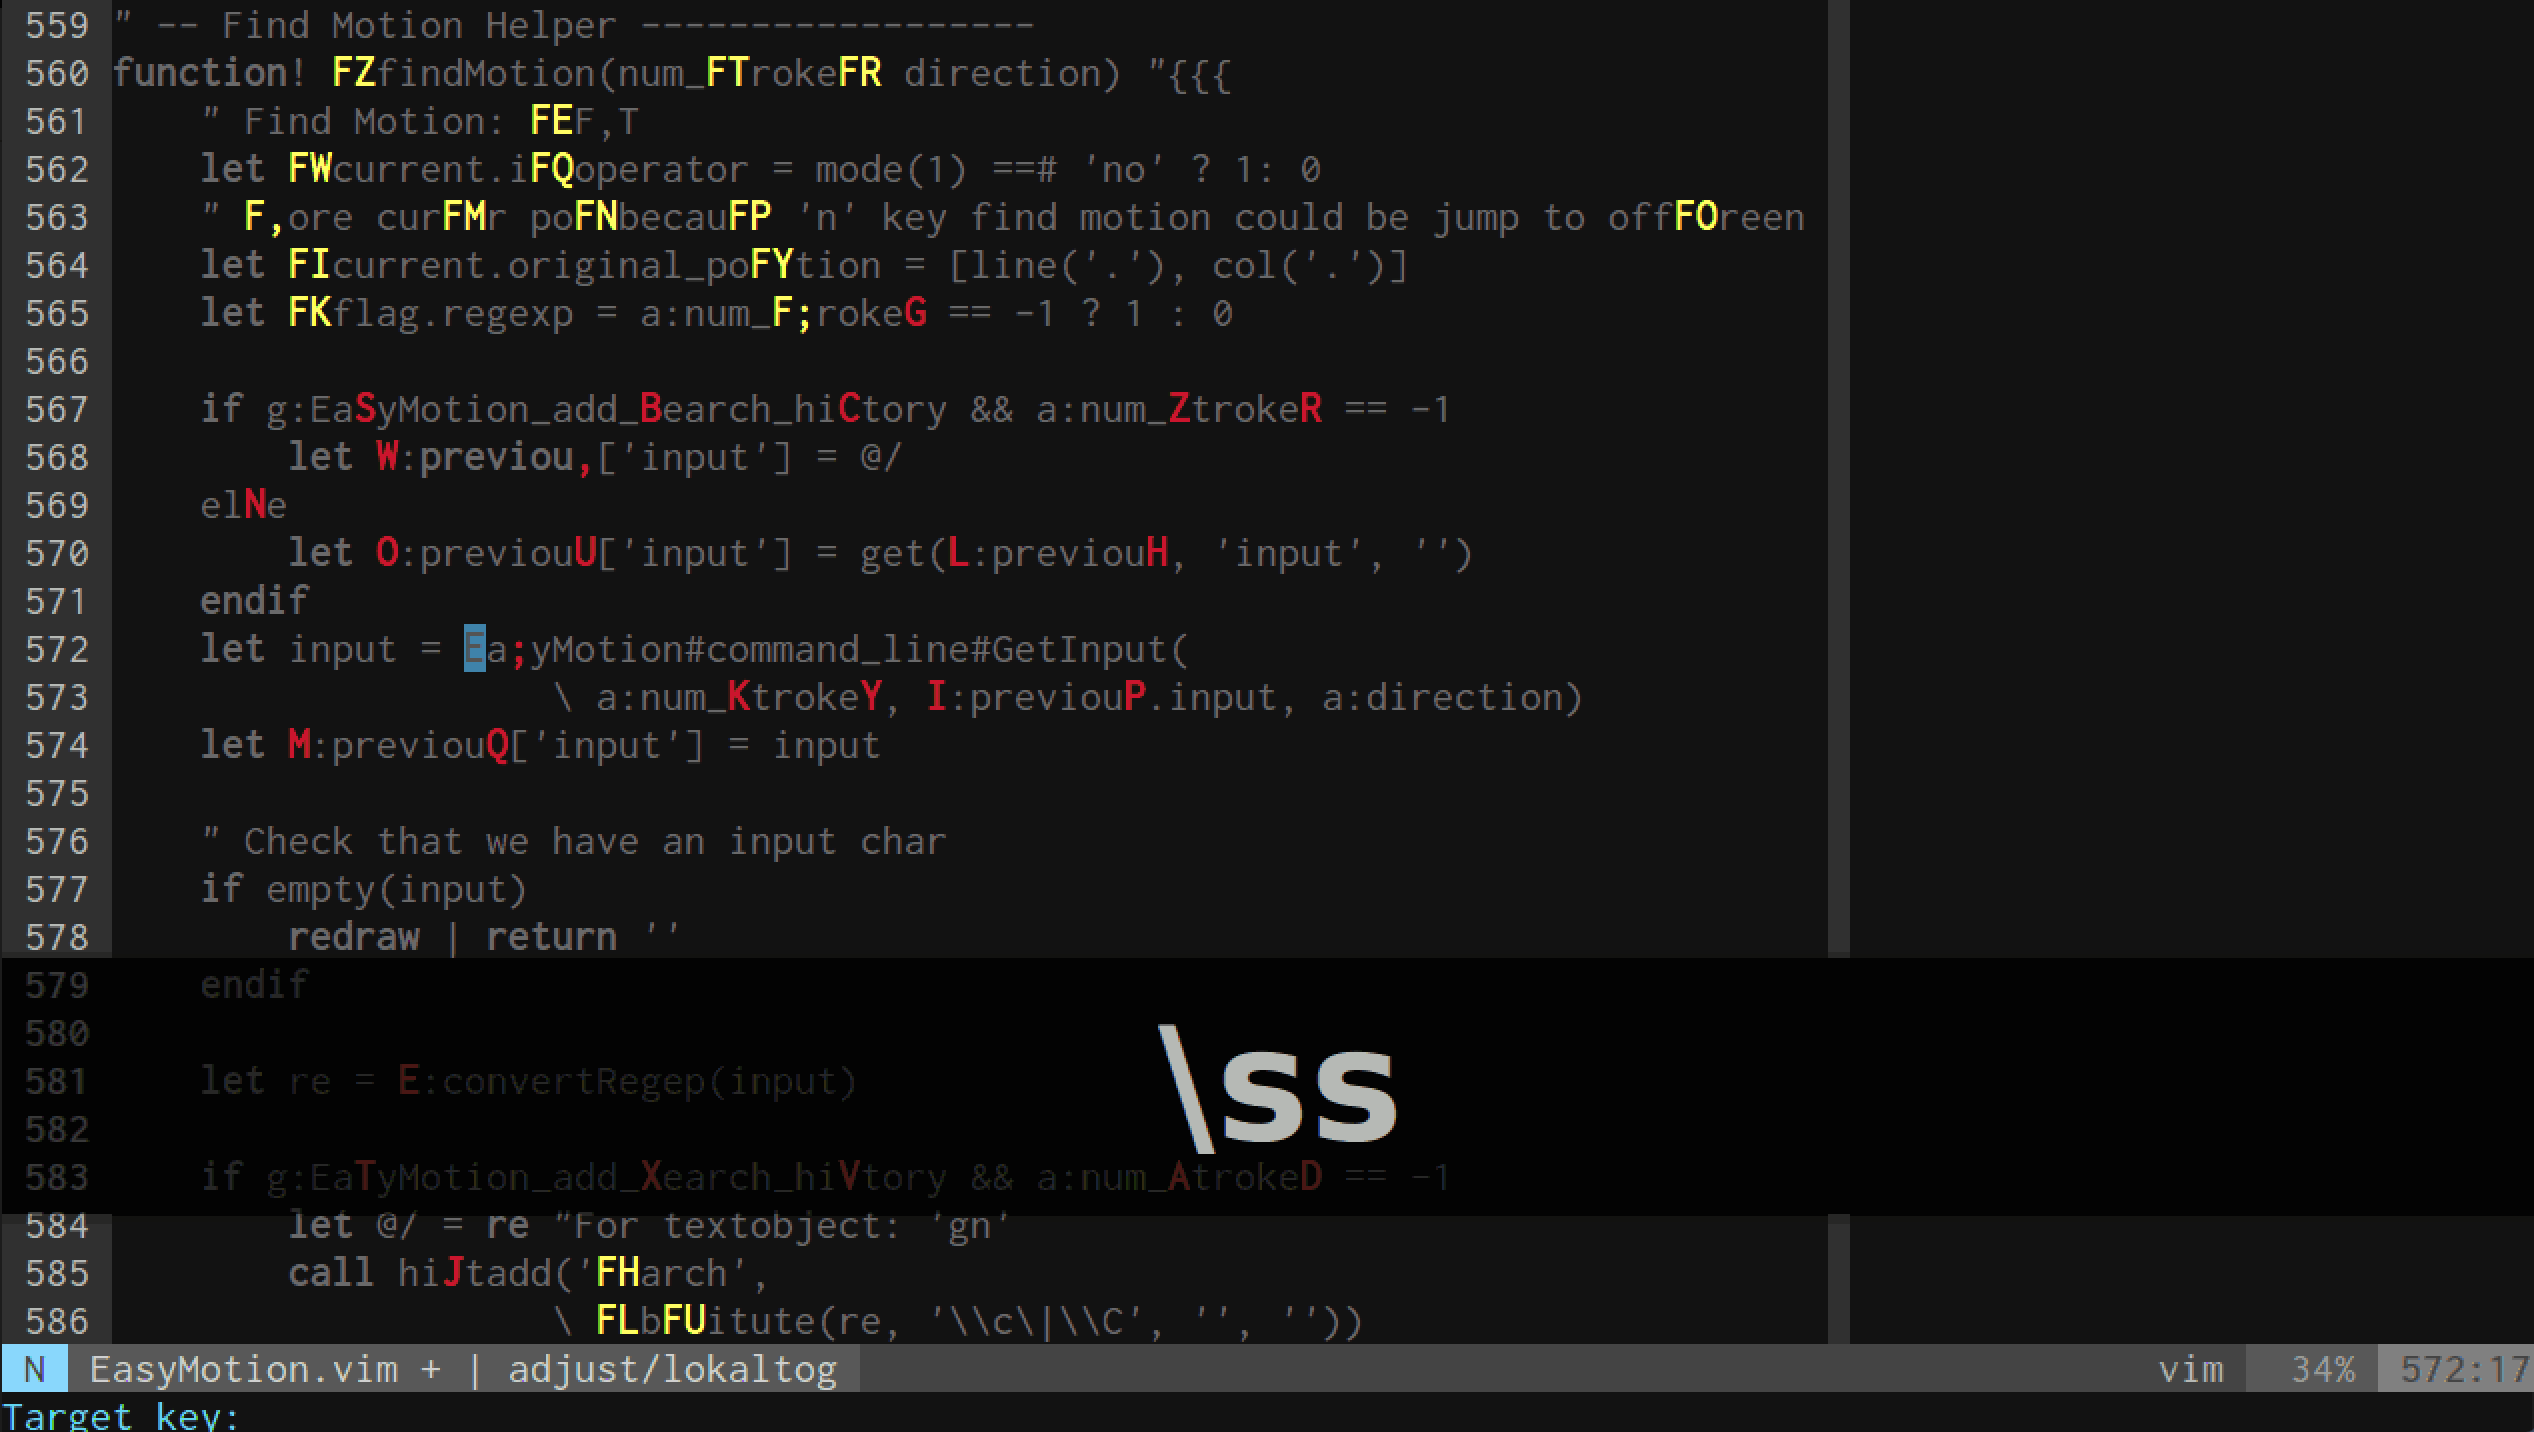 559 " -- Find Motion Helper ------------------
560 function! FZfindMotion(num_FTrokeFR direction) "{{{
561     " Find Motion: FEF,T
562     let FWcurrent.iFQoperator = mode(1) ==# 'no' ? 1: 0
563     " F,ore curFMr poFNbecauFP 'n' key find motion could be jump to offFOreen
564     let FIcurrent.original_poFYtion = [line('.'), col('.')]
565     let FKflag.regexp = a:num_F;rokeG == -1 ? 1 : 0
566
567     if g:EaSyMotion_add_Bearch_hiCtory && a:num_ZtrokeR == -1
568         let W:previou,['input'] = @/
569     elNe
570         let O:previouU['input'] = get(L:previouH, 'input', '')
571     endif
572     let input = Ea;yMotion#command_line#GetInput(
573                     \ a:num_KtrokeY, I:previouP.input, a:direction)
574     let M:previouQ['input'] = input
575
576     " Check that we have an input char
577     if empty(input)
578         redraw | return ''
579     endif
580
581     let re = E:convertRegep(input)
582
583     if g:EaTyMotion_add_Xearch_hiVtory && a:num_AtrokeD == -1
\ss
584         let @/ = re "For textobject: 'gn'
585         call hiJtadd('FHarch',
586                     \ FLbFUitute(re, '\\c\|\\C', '', ''))
N EasyMotion.vim + | adjust/lokaltog vim 34% 572:17
Target key: